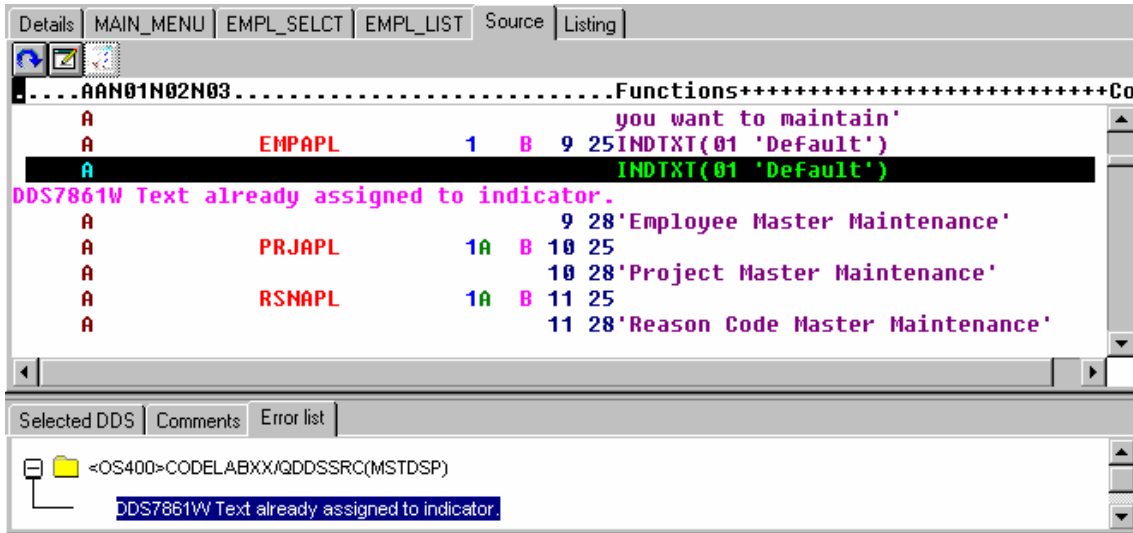 Details MAIN_MENU EMPL_SELCT EMPL_LIST Source Listing
.....AAN01N02N03............................Functions+++++++++++++++++++++++++++Co
A you want to maintain'
A EMPAPL 1 B 9 25INDTXT(01 'Default')
A INDTXT(01 'Default')
DDS7861W Text already assigned to indicator.
A 9 28'Employee Master Maintenance'
A PRJAPL 1A B 10 25
A 10 28'Project Master Maintenance'
A RSNAPL 1A B 11 25
A 11 28'Reason Code Master Maintenance'
Selected DDS Comments Error list
<OS400>CODELABXX/QDDSSRC(MSTDSP)
DDS7861W Text already assigned to indicator.